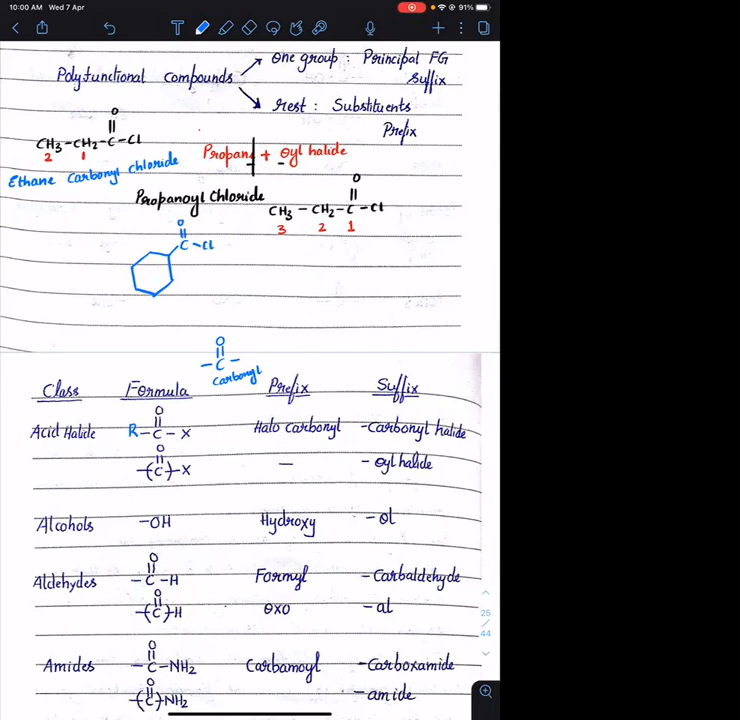 10:00 AM Wed 7 Apr
91%
T
Polyfunctional Compounds
One group : Principal FG
Suffix
rest : Substituents
Prefix
O
CH3-CH2-C-Cl
2 1
Ethane Carbonyl Chloride
Propane + oyl halide
Propanoyl Chloride
O
CH3 - CH2 - C - Cl
3 2 1
O
C - Cl
O
- C -
Carbonyl
Class Formula Prefix Suffix
O
Acid Halide R-C-X Halo carbonyl -Carbonyl halide
O
-(C)-X — -oyl halide
Alcohols -OH Hydroxy -ol
O
Aldehydes -C-H Formyl -Carbaldehyde
O
-(C)-H oxo -al
O
Amides -C-NH2 Carbamoyl -Carboxamide
O
-(C)-NH2 -amide
25
/
44